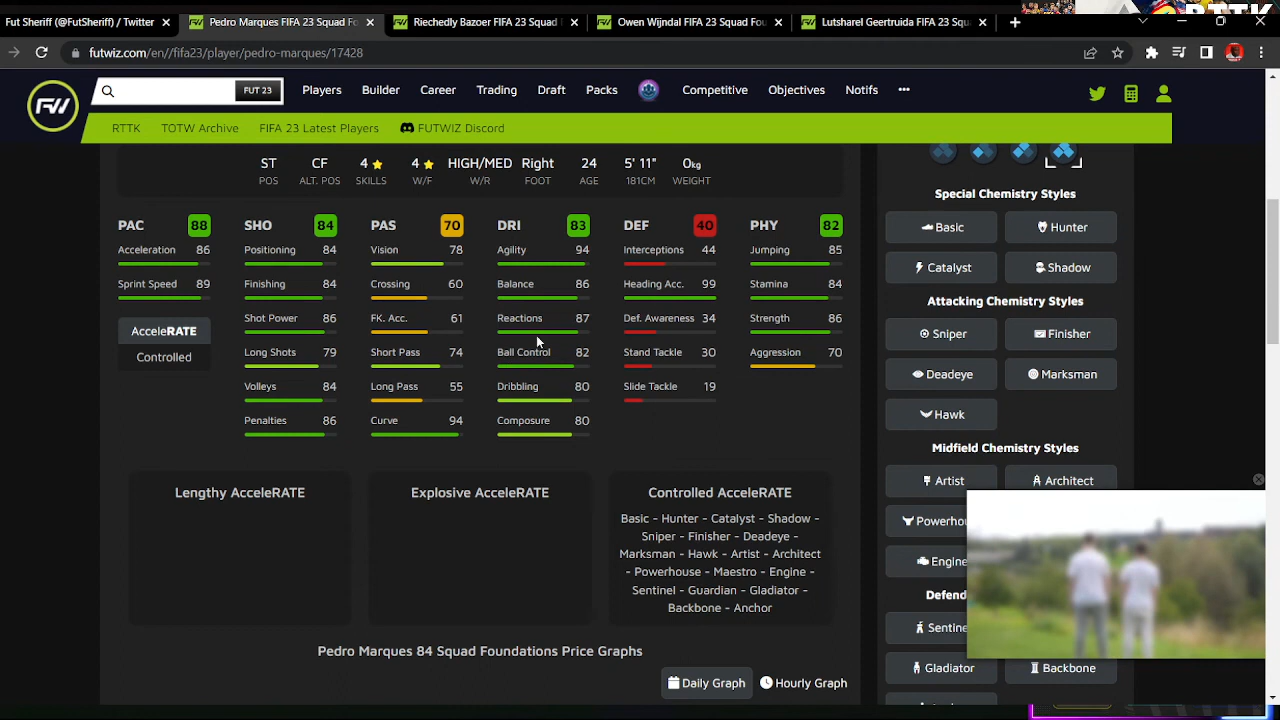 RTTK
Fut Sheriff (@FutSheriff) / Twitter
Pedro Marques FIFA 23 Squad Fo
Riechedly Bazoer FIFA 23 Squad
Owen Wijndal FIFA 23 Squad Fou
Lutsharel Geertruida FIFA 23 Squ
futwiz.com/en//fifa23/player/pedro-marques/17428
FW
FUT 23
Players Builder Career Trading Draft Packs Competitive Objectives Notifs
RTTK TOTW Archive FIFA 23 Latest Players FUTWIZ Discord
ST CF 4 4 HIGH/MED Right 24 5' 11" 0kg
POS ALT. POS SKILLS W/F W/R FOOT AGE 181CM WEIGHT
PAC 88 SHO 84 PAS 70 DRI 83 DEF 40 PHY 82
Acceleration 86 Positioning 84 Vision 78 Agility 94 Interceptions 44 Jumping 85
Sprint Speed 89 Finishing 84 Crossing 60 Balance 86 Heading Acc. 99 Stamina 84
AcceleRATE Shot Power 86 FK. Acc. 61 Reactions 87 Def. Awareness 34 Strength 86
Controlled Long Shots 79 Short Pass 74 Ball Control 82 Stand Tackle 30 Aggression 70
Volleys 84 Long Pass 55 Dribbling 80 Slide Tackle 19
Penalties 86 Curve 94 Composure 80
Lengthy AcceleRATE
Explosive AcceleRATE
Controlled AcceleRATE
Basic - Hunter - Catalyst - Shadow -
Sniper - Finisher - Deadeye -
Marksman - Hawk - Artist - Architect
- Powerhouse - Maestro - Engine -
Sentinel - Guardian - Gladiator -
Backbone - Anchor
Pedro Marques 84 Squad Foundations Price Graphs
Daily Graph Hourly Graph
Special Chemistry Styles
Basic Hunter
Catalyst Shadow
Attacking Chemistry Styles
Sniper Finisher
Deadeye Marksman
Hawk
Midfield Chemistry Styles
Artist Architect
Powerhou
Engine
Defend
Sentine
Gladiator Backbone